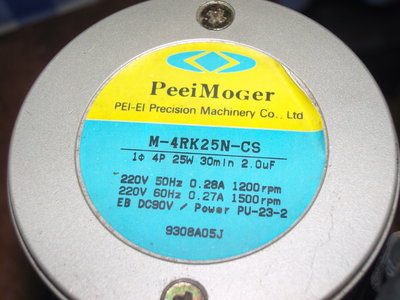 PeeiMoger
PEI-EI Precision Machinery Co., Ltd
M-4RK25N-CS
1ϕ 4P 25W 30min 2.0uF
220V 50Hz 0.28A 1200rpm
220V 60Hz 0.27A 1500rpm
EB DC90V / Power PU-23-2
9308A05J